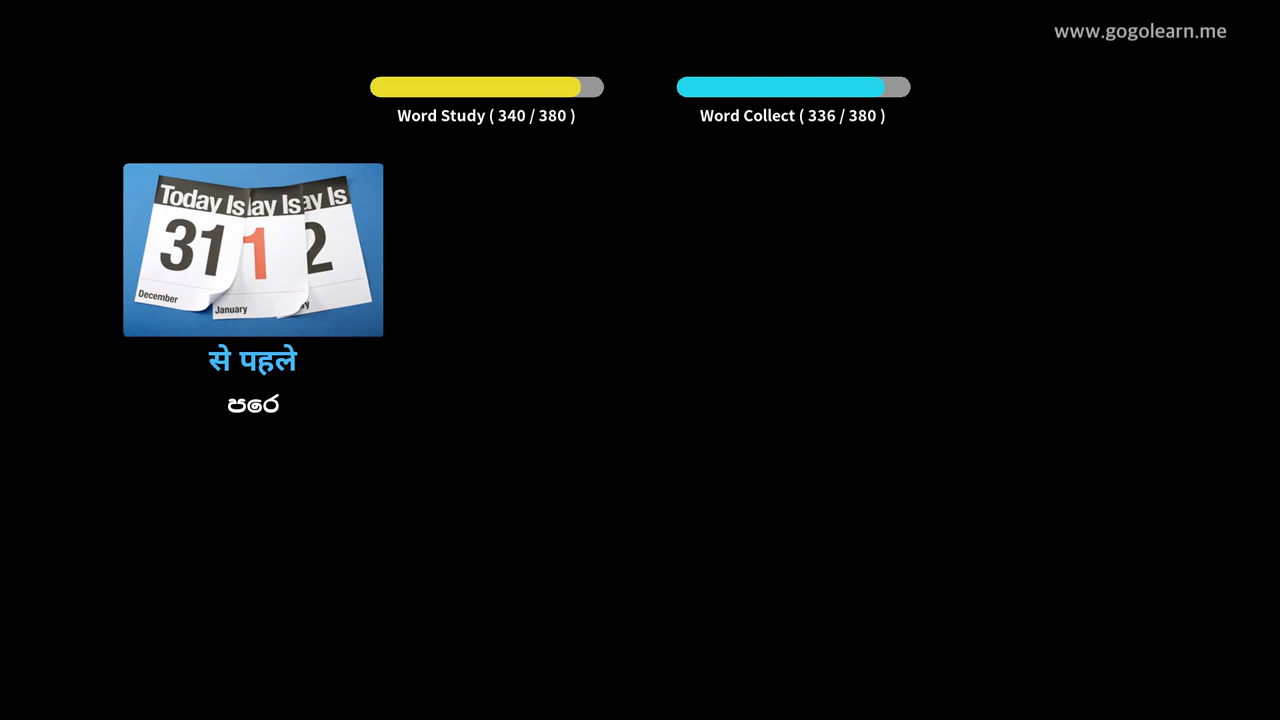 www.gogolearn.me
Word Study ( 340 / 380 )
Word Collect ( 336 / 380 )
Today Is
ay Is
ay Is
31
1
2
December
January
से पहले
පරෙ